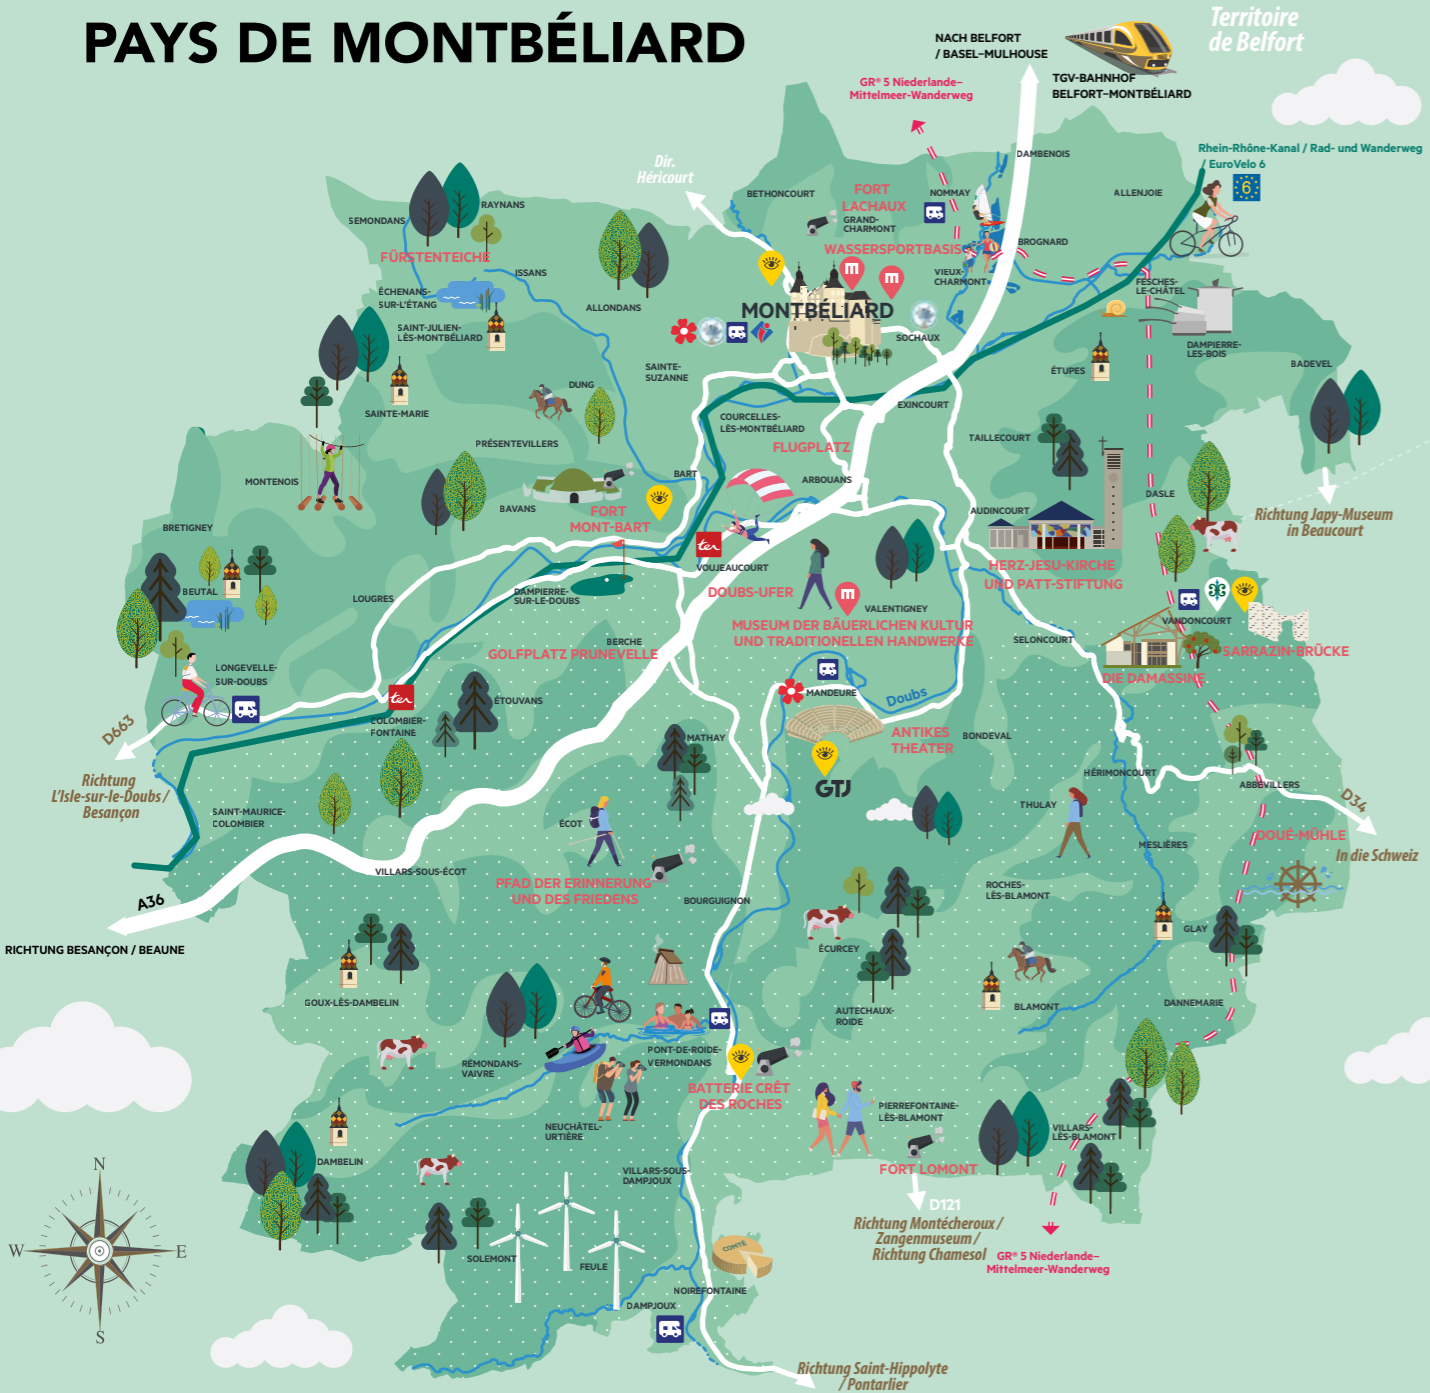 PAYS DE MONTBÉLIARD
NACH BELFORT
/ BASEL–MULHOUSE
TGV-BAHNHOF
BELFORT–MONTBÉLIARD
Territoire
de Belfort
GR® 5 Niederlande–
Mittelmeer-Wanderweg
Rhein-Rhône-Kanal / Rad- und Wanderweg
/ EuroVelo 6
6
Dir.
Héricourt
DAMBENOIS
BETHONCOURT
FORT
LACHAUX
NOMMAY
ALLENJOIE
GRAND-
CHARMONT
SEMONDANS
RAYNANS
FÜRSTENTEICHE
WASSERSPORTBASIS
BROGNARD
ISSANS
VIEUX-
CHARMONT
FESCHES-
LE-CHÂTEL
ÉCHENANS-
SUR-L'ÉTANG
ALLONDANS
m
m
MONTBÉLIARD
SAINT-JULIEN-
LÈS-MONTBÉLIARD
SOCHAUX
DAMPIERRE-
LES-BOIS
BADEVEL
SAINTE-
SUZANNE
ÉTUPES
DUNG
SAINTE-MARIE
EXINCOURT
COURCELLES-
LÈS-MONTBÉLIARD
PRÉSENTEVILLERS
FLUGPLATZ
TAILLECOURT
MONTENOIS
BART
ARBOUANS
DASLE
BAVANS
FORT
MONT-BART
AUDINCOURT
Richtung Japy-Museum
in Beaucourt
BRETIGNEY
ter
VOUJEAUCOURT
HERZ-JESU-KIRCHE
UND PATT-STIFTUNG
BEUTAL
LOUGRES
DAMPIERRE-
SUR-LE-DOUBS
DOUBS-UFER
m
VALENTIGNEY
VANDONCOURT
MUSEUM DER BÄUERLICHEN KULTUR
UND TRADITIONELLEN HANDWERKE
BERCHE
GOLFPLATZ PRUNEVELLE
SELONCOURT
SARRAZIN-BRÜCKE
LONGEVELLE-
SUR-DOUBS
DIE DAMASSINE
ter
MANDEURE
Doubs
ÉTOUVANS
COLOMBIER-
FONTAINE
D663
ANTIKES
THEATER
BONDEVAL
MATHAY
Richtung
L'Isle-sur-le-Doubs /
Besançon
GTJ
HÉRIMONCOURT
ABBÉVILLERS
D34
SAINT-MAURICE-
COLOMBIER
ÉCOT
THULAY
DOUE-MÜHLE
MESLIÈRES
In die Schweiz
VILLARS-SOUS-ÉCOT
PFAD DER ERINNERUNG
UND DES FRIEDENS
BOURGUIGNON
ROCHES-
LÈS-BLAMONT
A36
RICHTUNG BESANÇON / BEAUNE
ÉCURCEY
GLAY
GOUX-LÈS-DAMBELIN
AUTECHAUX-
ROIDE
BLAMONT
DANNEMARIE
RÉMONDANS-
VAIVRE
PONT-DE-ROIDE-
VERMONDANS
BATTERIE CRÊT
DES ROCHES
PIERREFONTAINE-
LÈS-BLAMONT
NEUCHÂTEL-
URTIÈRE
VILLARS-
LÈS-BLAMONT
DAMBELIN
FORT LOMONT
VILLARS-SOUS-
DAMPJOUX
D121
Richtung Montécheroux /
Zangenmuseum /
Richtung Chamesol
GR® 5 Niederlande–
Mittelmeer-Wanderweg
N
W
E
S
SOLEMONT
FEULE
COMTÉ
NOIREFONTAINE
DAMPJOUX
Richtung Saint-Hippolyte
/ Pontarlier